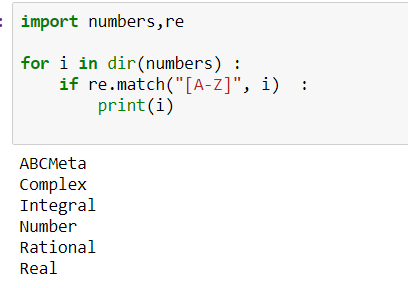 import numbers,re
for i in dir(numbers) :
    if re.match("[A-Z]", i)  :
        print(i)
ABCMeta
Complex
Integral
Number
Rational
Real